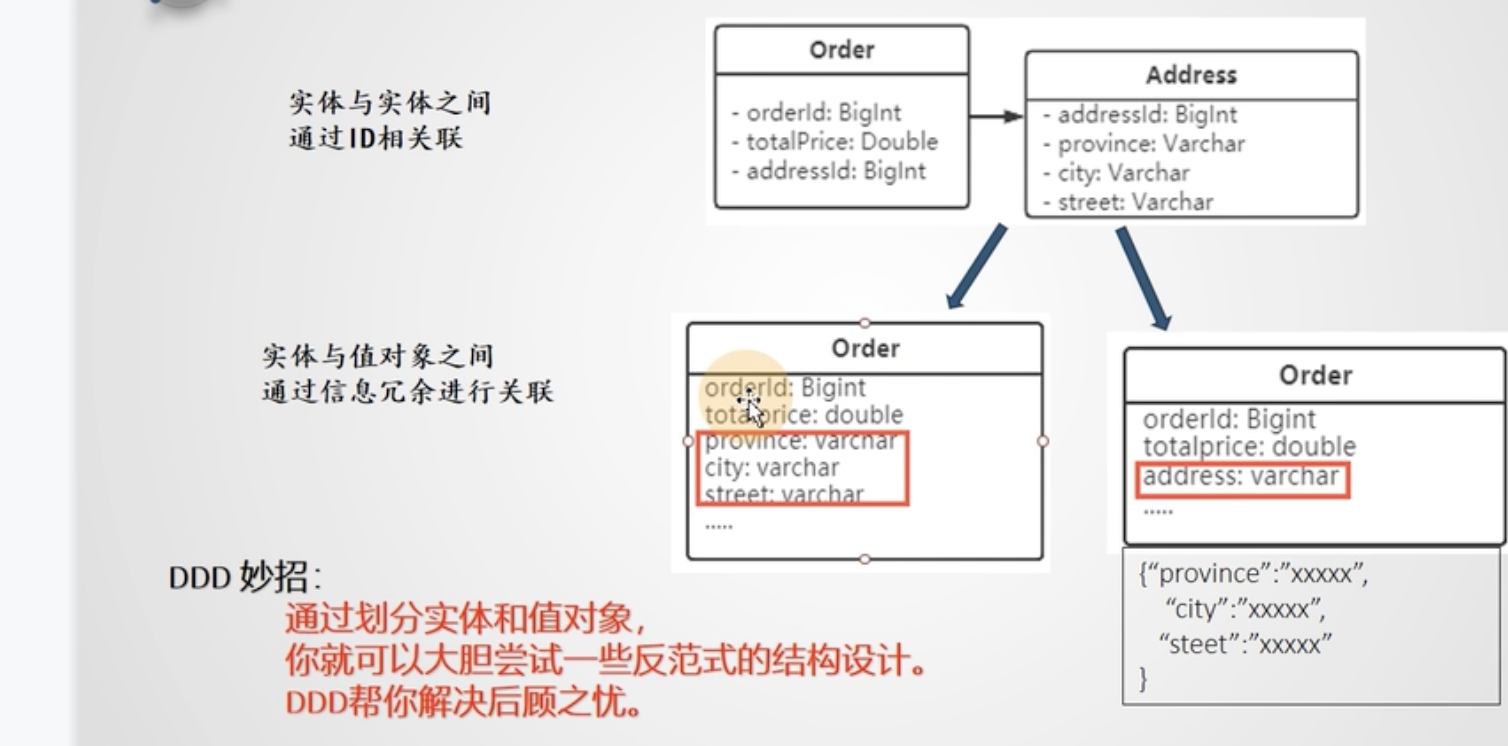 实体与实体之间
通过ID相关联
Order
- orderId: BigInt
- totalPrice: Double
- addressId: BigInt
Address
- addressId: BigInt
- province: Varchar
- city: Varchar
- street: Varchar
实体与值对象之间
通过信息冗余进行关联
Order
orderId: Bigint
totalprice: double
province: varchar
city: varchar
street: varchar
.....
Order
orderId: Bigint
totalprice: double
address: varchar
.....
{“province”:”xxxxx”,
“city”:”xxxxx”,
“steet”:”xxxxx”
}
DDD 妙招：
通过划分实体和值对象，
你就可以大胆尝试一些反范式的结构设计。
DDD帮你解决后顾之忧。